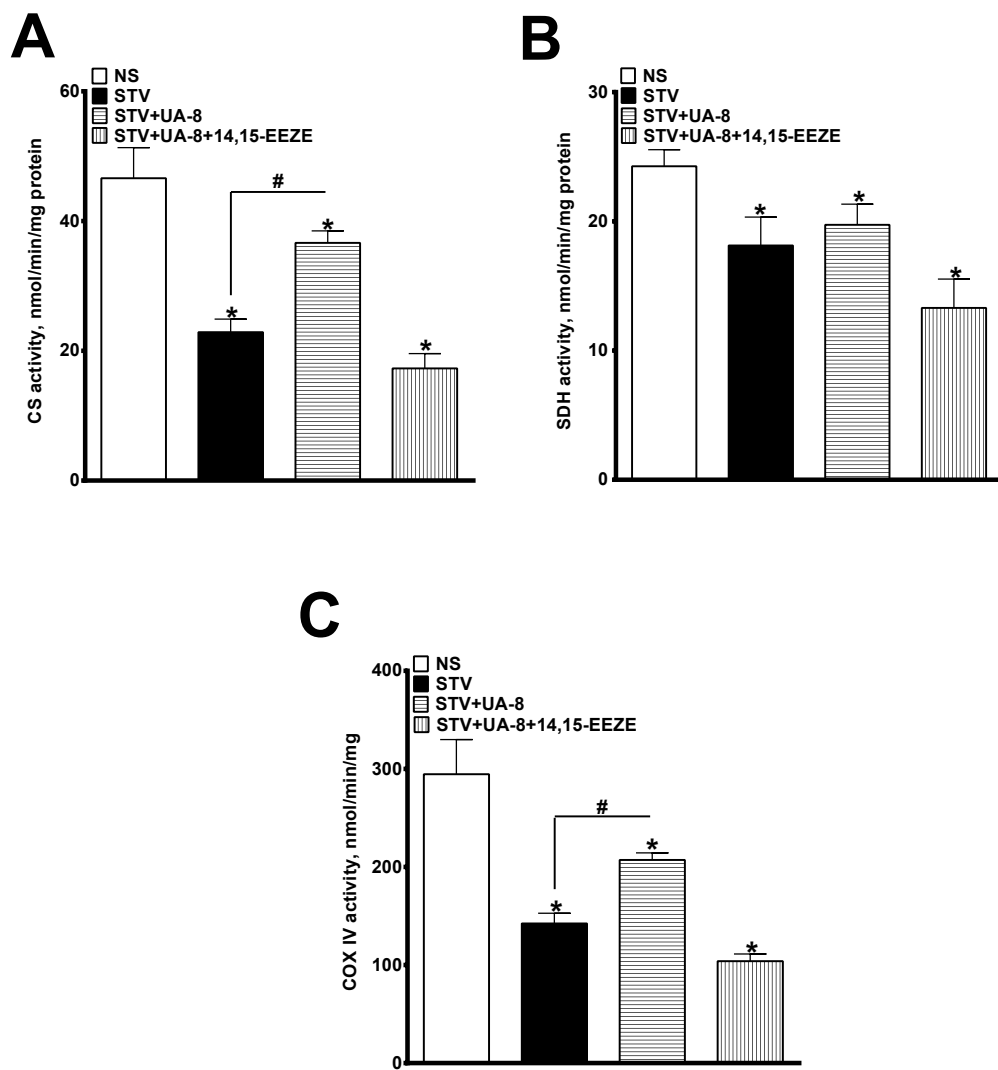 A
NS
STV
STV+UA-8
STV+UA-8+14,15-EEZE
CS activity, nmol/min/mg protein
60
40
20
0
*
#
*
*
B
NS
STV
STV+UA-8
STV+UA-8+14,15-EEZE
SDH activity, nmol/min/mg protein
30
20
10
0
*
*
*
C
NS
STV
STV+UA-8
STV+UA-8+14,15-EEZE
COX IV activity, nmol/min/mg
400
300
200
100
0
*
#
*
*